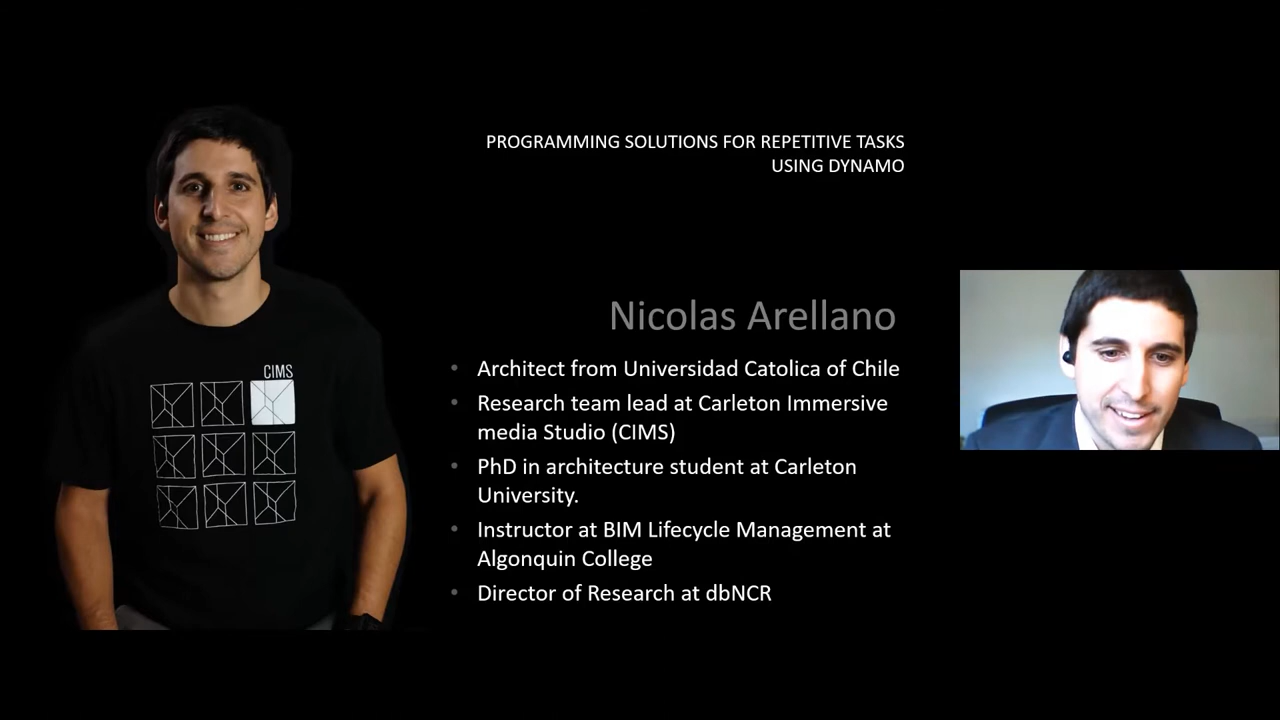 PROGRAMMING SOLUTIONS FOR REPETITIVE TASKS
USING DYNAMO
Nicolas Arellano
• Architect from Universidad Catolica of Chile
• Research team lead at Carleton Immersive
media Studio (CIMS)
• PhD in architecture student at Carleton
University.
• Instructor at BIM Lifecycle Management at
Algonquin College
• Director of Research at dbNCR
CIMS